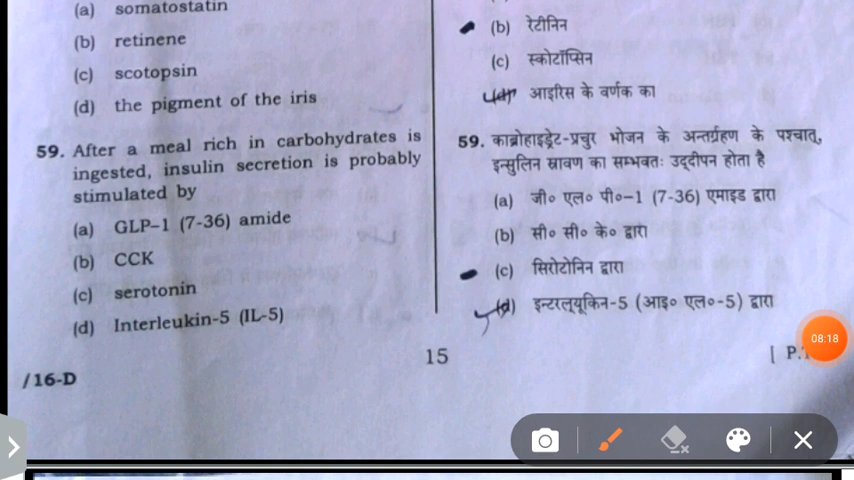 (a) somatostatin
(b) retinene
(c) scotopsin
(d) the pigment of the iris
59. After a meal rich in carbohydrates is
ingested, insulin secretion is probably
stimulated by
(a) GLP-1 (7-36) amide
(b) CCK
(c) serotonin
(d) Interleukin-5 (IL-5)
(b) रेटीनिन
(c) स्कोटॉप्सिन
आइरिस के वर्णक का
59. काब्रोहाइड्रेट-प्रचुर भोजन के अन्तर्ग्रहण के पश्चात्,
इन्सुलिन स्रावण का सम्भवतः उद्दीपन होता है
(a) जी० एल० पी०-1 (7-36) एमाइड द्वारा
(b) सी० सी० के० द्वारा
(c) सिरोटोनिन द्वारा
(d) इन्टरल्यूकिन-5 (आइ० एल०-5) द्वारा
15
/16-D
[ P.
08:18